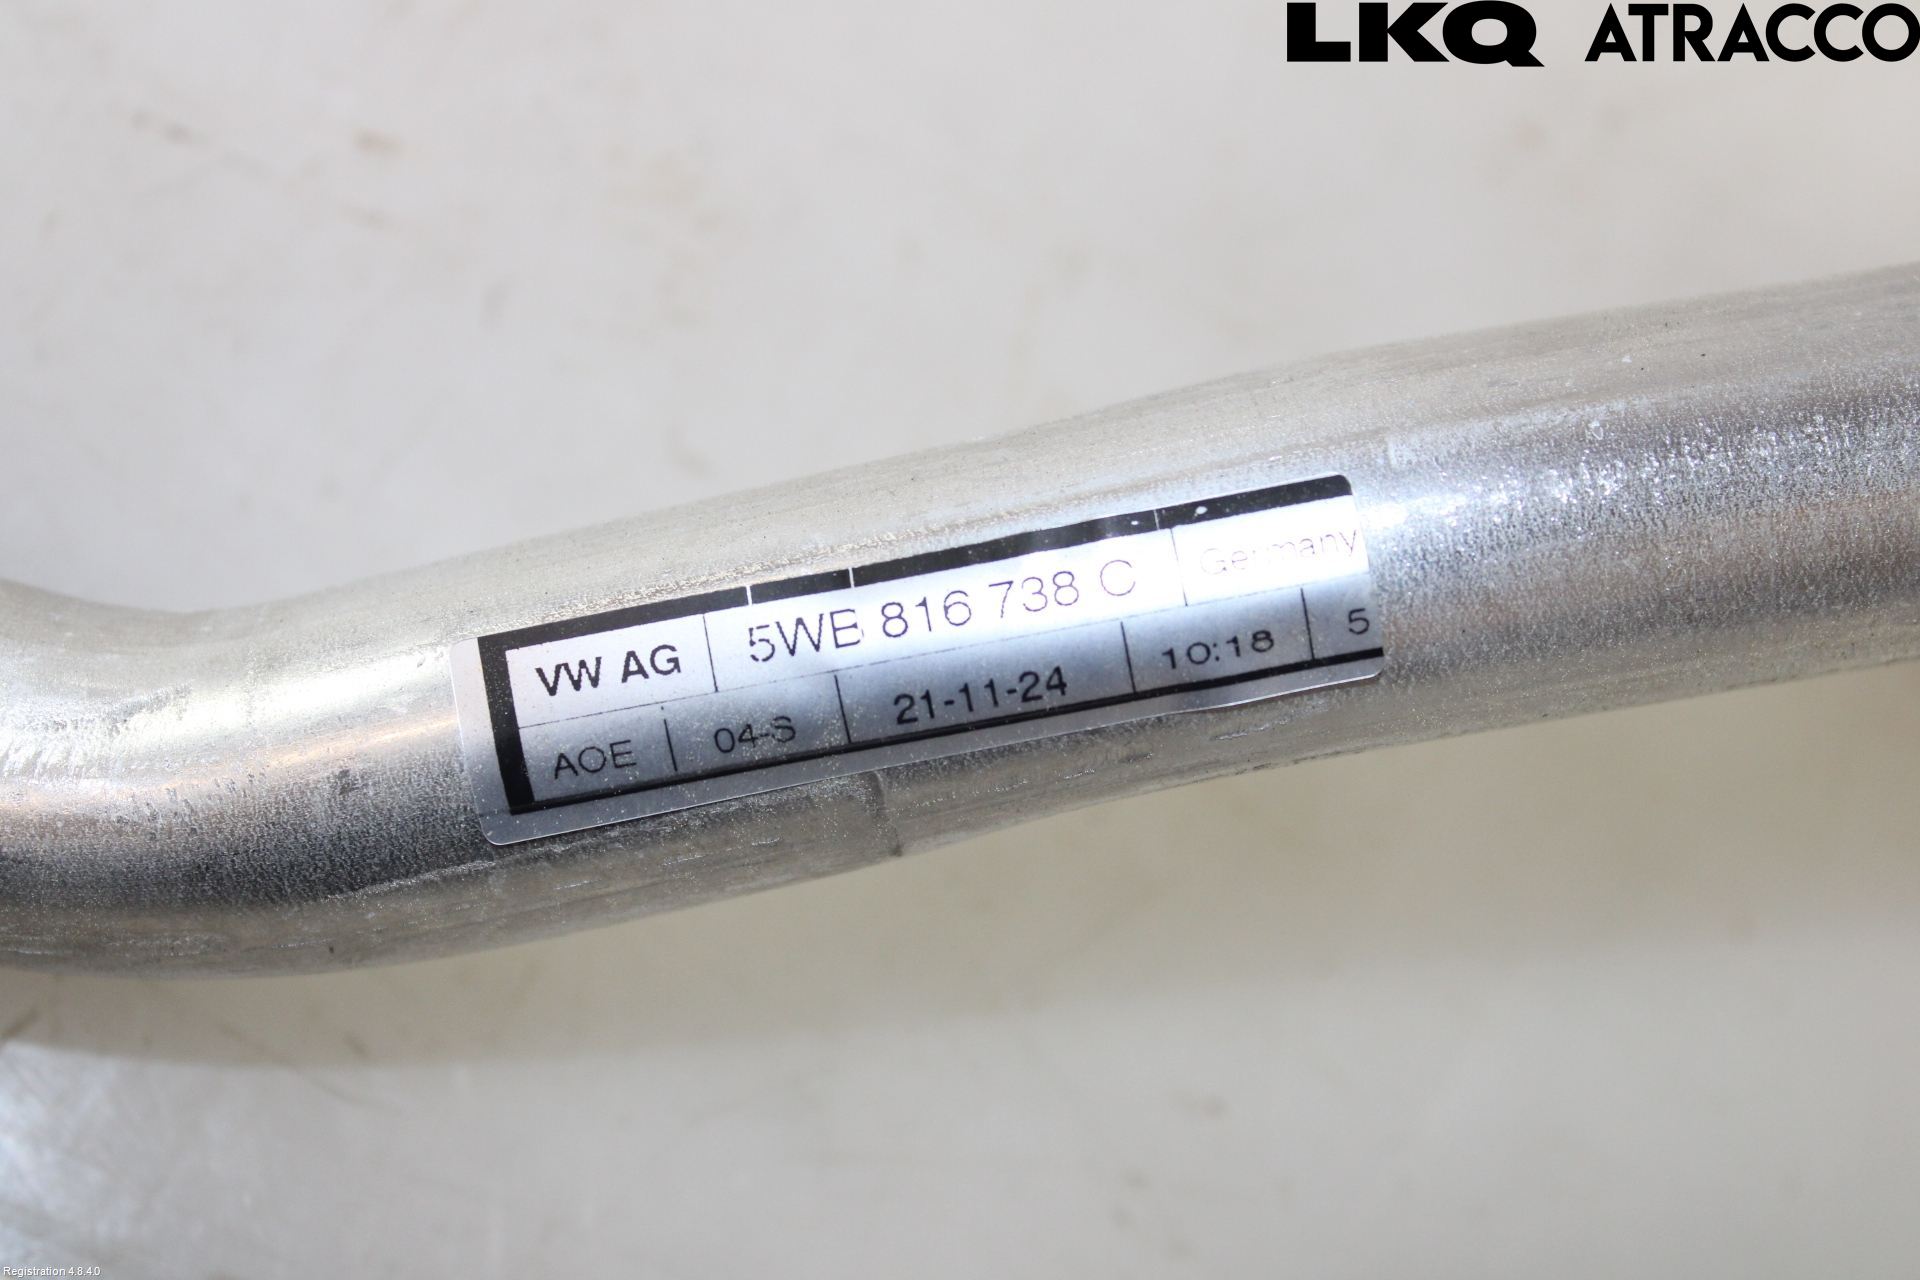 LKQ ATRACCO
VW AG 5WB 816 738 C Germany
AOE 04-S 21-11-24 10:18 5
Registration 4.8.4.0